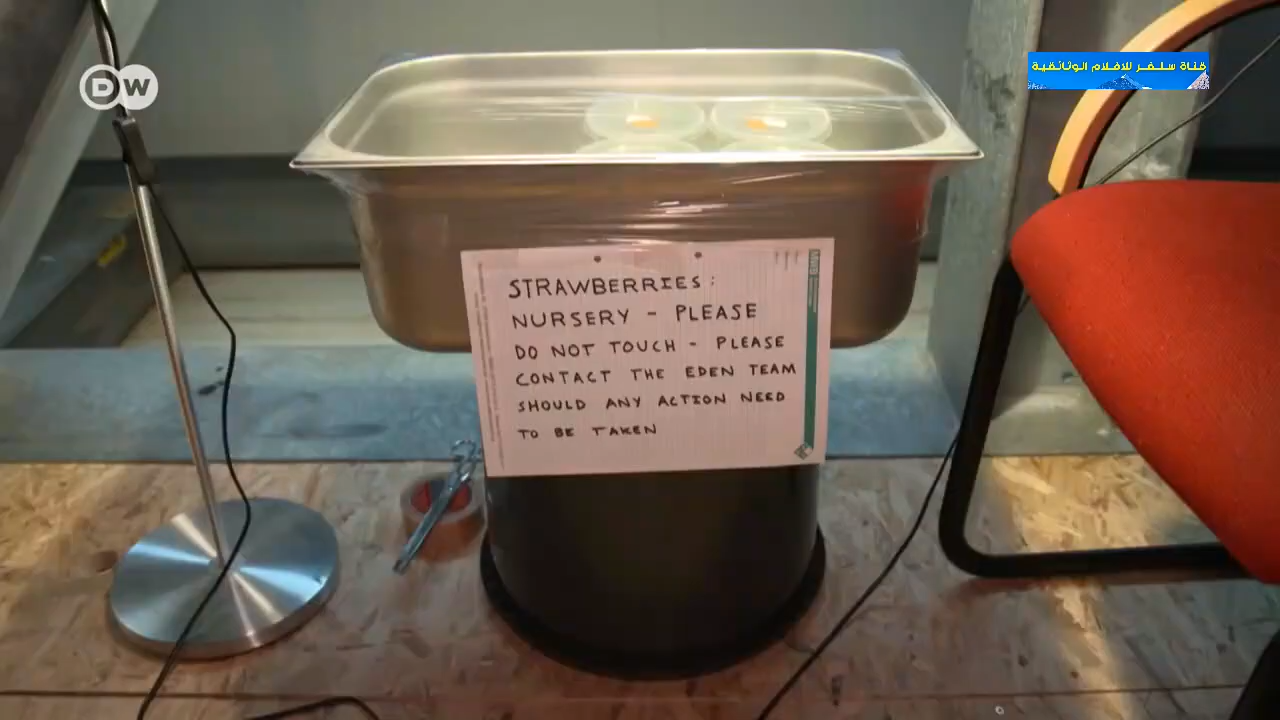 DW
قناة سلفر للافلام الوثائقية
STRAWBERRIES:
NURSERY - PLEASE
DO NOT TOUCH - PLEASE
CONTACT THE EDEN TEAM
SHOULD ANY ACTION NEED
TO BE TAKEN